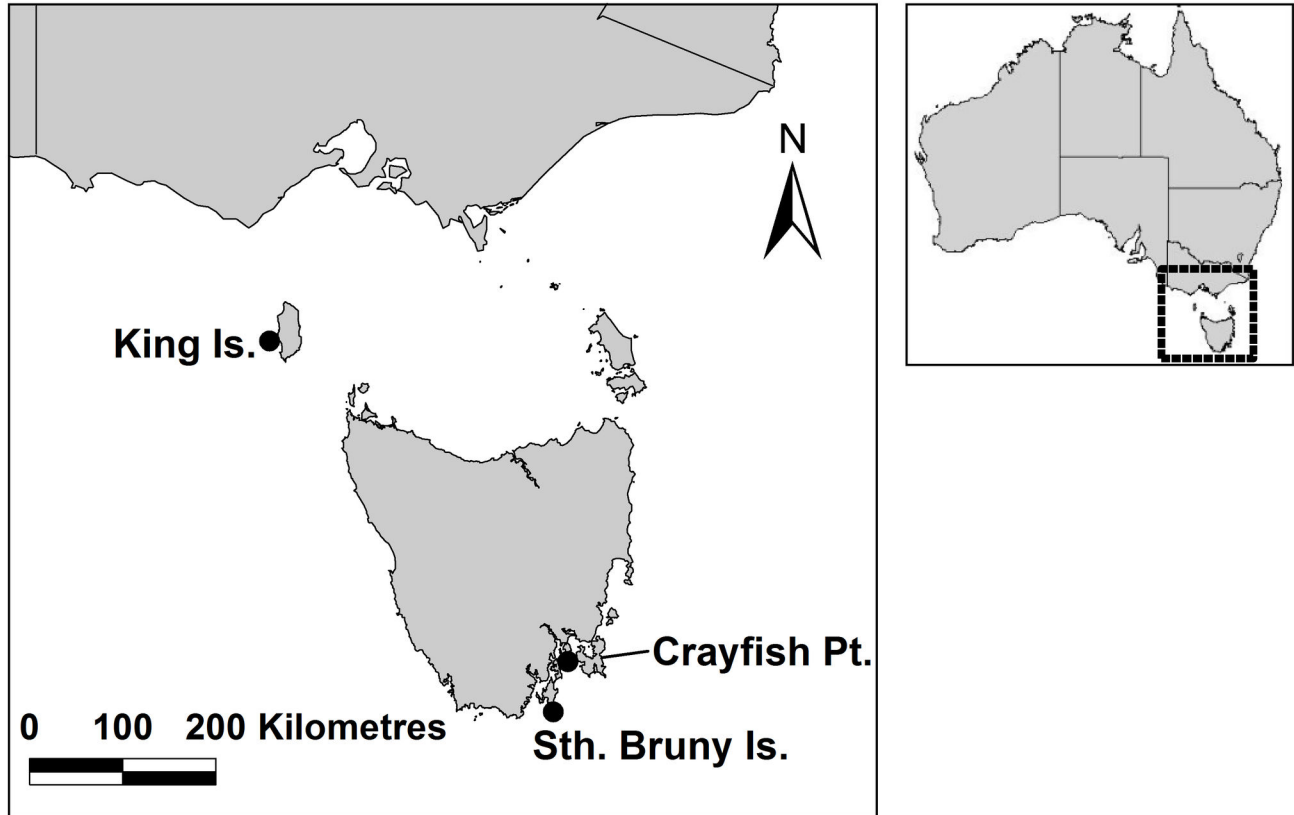 N
King Is.
Crayfish Pt.
0 100 200 Kilometres
Sth. Bruny Is.